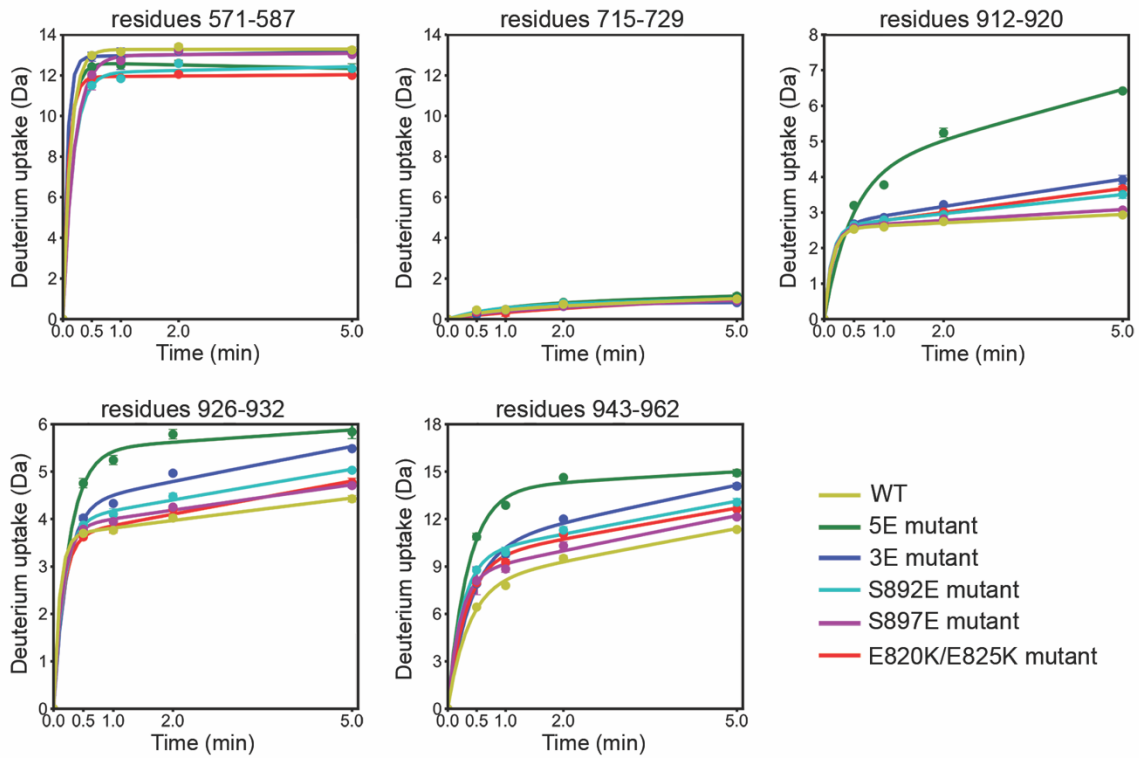 residues 571-587
residues 715-729
residues 912-920
Deuterium uptake (Da)
14
12
10
8
6
4
2
0
0.0 0.5 1.0 2.0 5.0
Time (min)
Deuterium uptake (Da)
14
12
10
8
6
4
2
0
0.0 0.5 1.0 2.0 5.0
Time (min)
Deuterium uptake (Da)
8
7
6
5
4
3
2
1
0
0.0 0.5 1.0 2.0 5.0
Time (min)
residues 926-932
residues 943-962
Deuterium uptake (Da)
6
5
4
3
2
1
0
0.0 0.5 1.0 2.0 5.0
Time (min)
Deuterium uptake (Da)
18
15
12
9
6
3
0
0.0 0.5 1.0 2.0 5.0
Time (min)
WT
5E mutant
3E mutant
S892E mutant
S897E mutant
E820K/E825K mutant